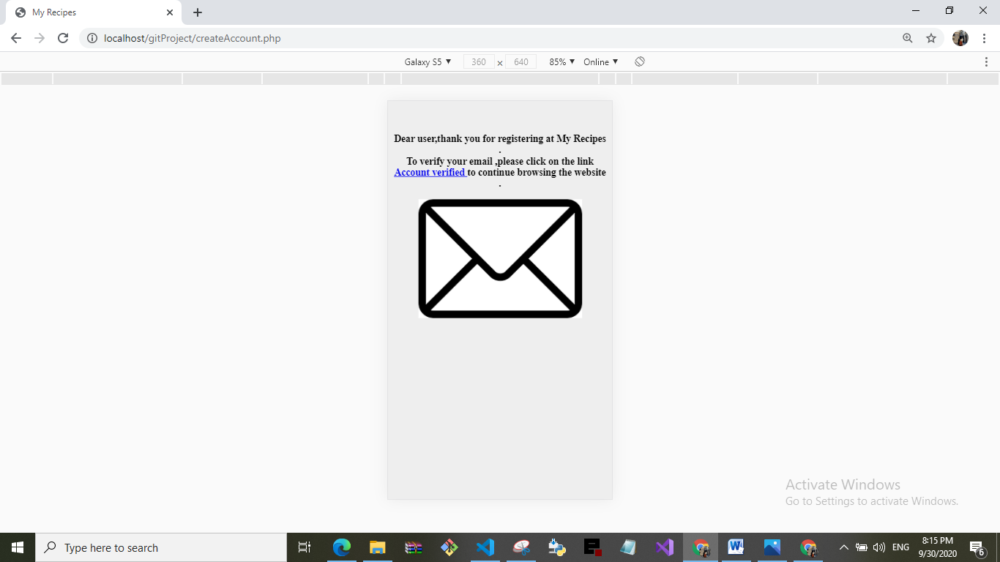 My Recipes
localhost/gitProject/createAccount.php
Galaxy S5 ▼ 360 × 640 85% ▼ Online ▼
Dear user,thank you for registering at My Recipes
.
To verify your email ,please click on the link
Account verified to continue browsing the website
.
Activate Windows
Go to Settings to activate Windows.
Type here to search
ENG
8:15 PM
9/30/2020
6